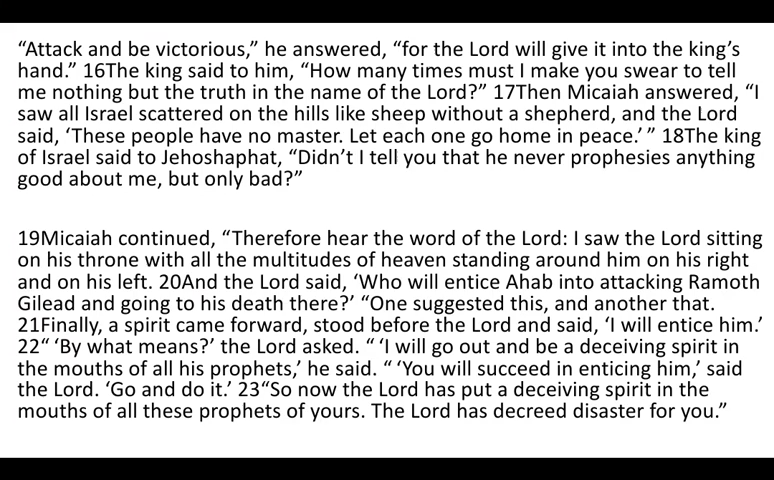 “Attack and be victorious,” he answered, “for the Lord will give it into the king’s
hand.” 16The king said to him, “How many times must I make you swear to tell
me nothing but the truth in the name of the Lord?” 17Then Micaiah answered, “I
saw all Israel scattered on the hills like sheep without a shepherd, and the Lord
said, ‘These people have no master. Let each one go home in peace.’ ” 18The king
of Israel said to Jehoshaphat, “Didn’t I tell you that he never prophesies anything
good about me, but only bad?”
19Micaiah continued, “Therefore hear the word of the Lord: I saw the Lord sitting
on his throne with all the multitudes of heaven standing around him on his right
and on his left. 20And the Lord said, ‘Who will entice Ahab into attacking Ramoth
Gilead and going to his death there?’ “One suggested this, and another that.
21Finally, a spirit came forward, stood before the Lord and said, ‘I will entice him.’
22“ ‘By what means?’ the Lord asked. “ ‘I will go out and be a deceiving spirit in
the mouths of all his prophets,’ he said. “ ‘You will succeed in enticing him,’ said
the Lord. ‘Go and do it.’ 23“So now the Lord has put a deceiving spirit in the
mouths of all these prophets of yours. The Lord has decreed disaster for you.”